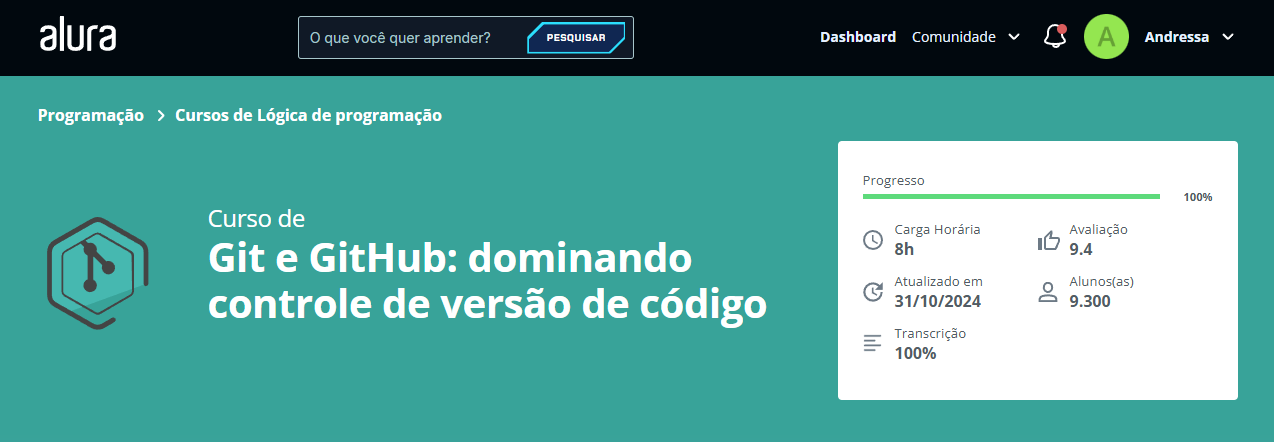 alura
O que você quer aprender?
PESQUISAR
Dashboard
Comunidade
A
Andressa
Programação
Cursos de Lógica de programação
Curso de
Git e GitHub: dominando
controle de versão de código
Progresso
100%
Carga Horária
8h
Avaliação
9.4
Atualizado em
31/10/2024
Alunos(as)
9.300
Transcrição
100%